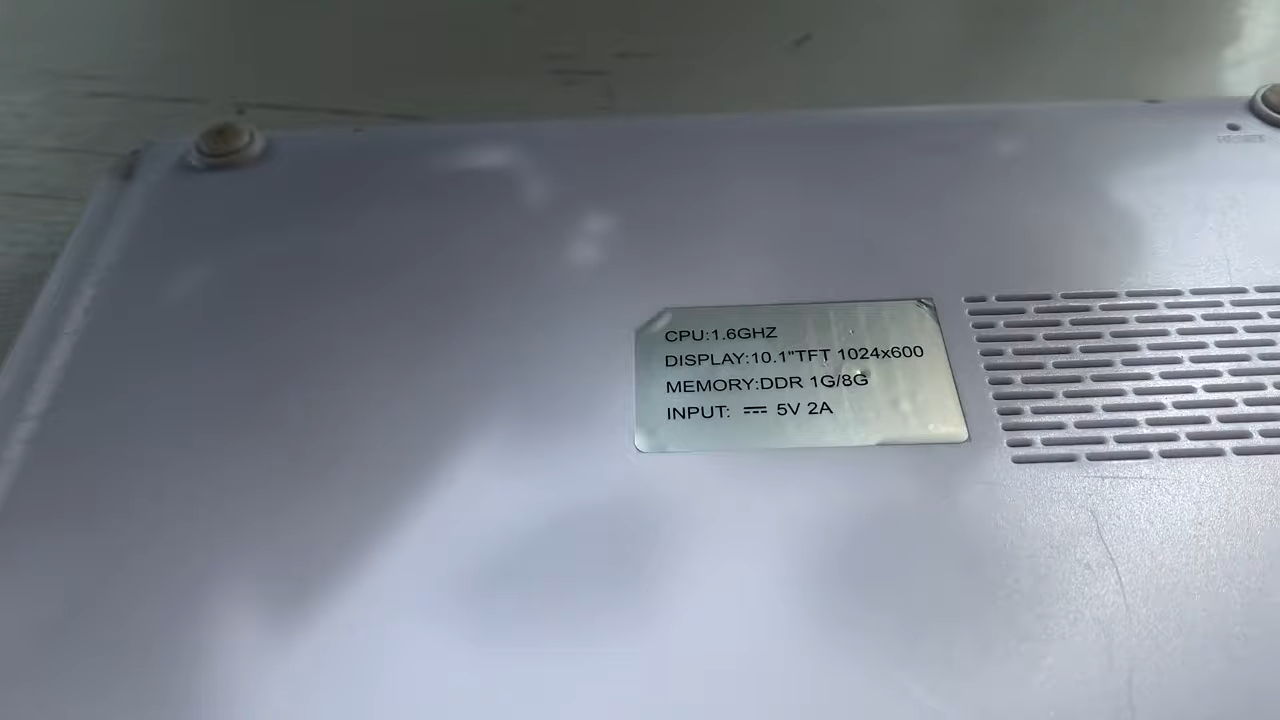 CPU:1.6GHZ
DISPLAY:10.1"TFT 1024x600
MEMORY:DDR 1G/8G
INPUT: ⎓ 5V 2A